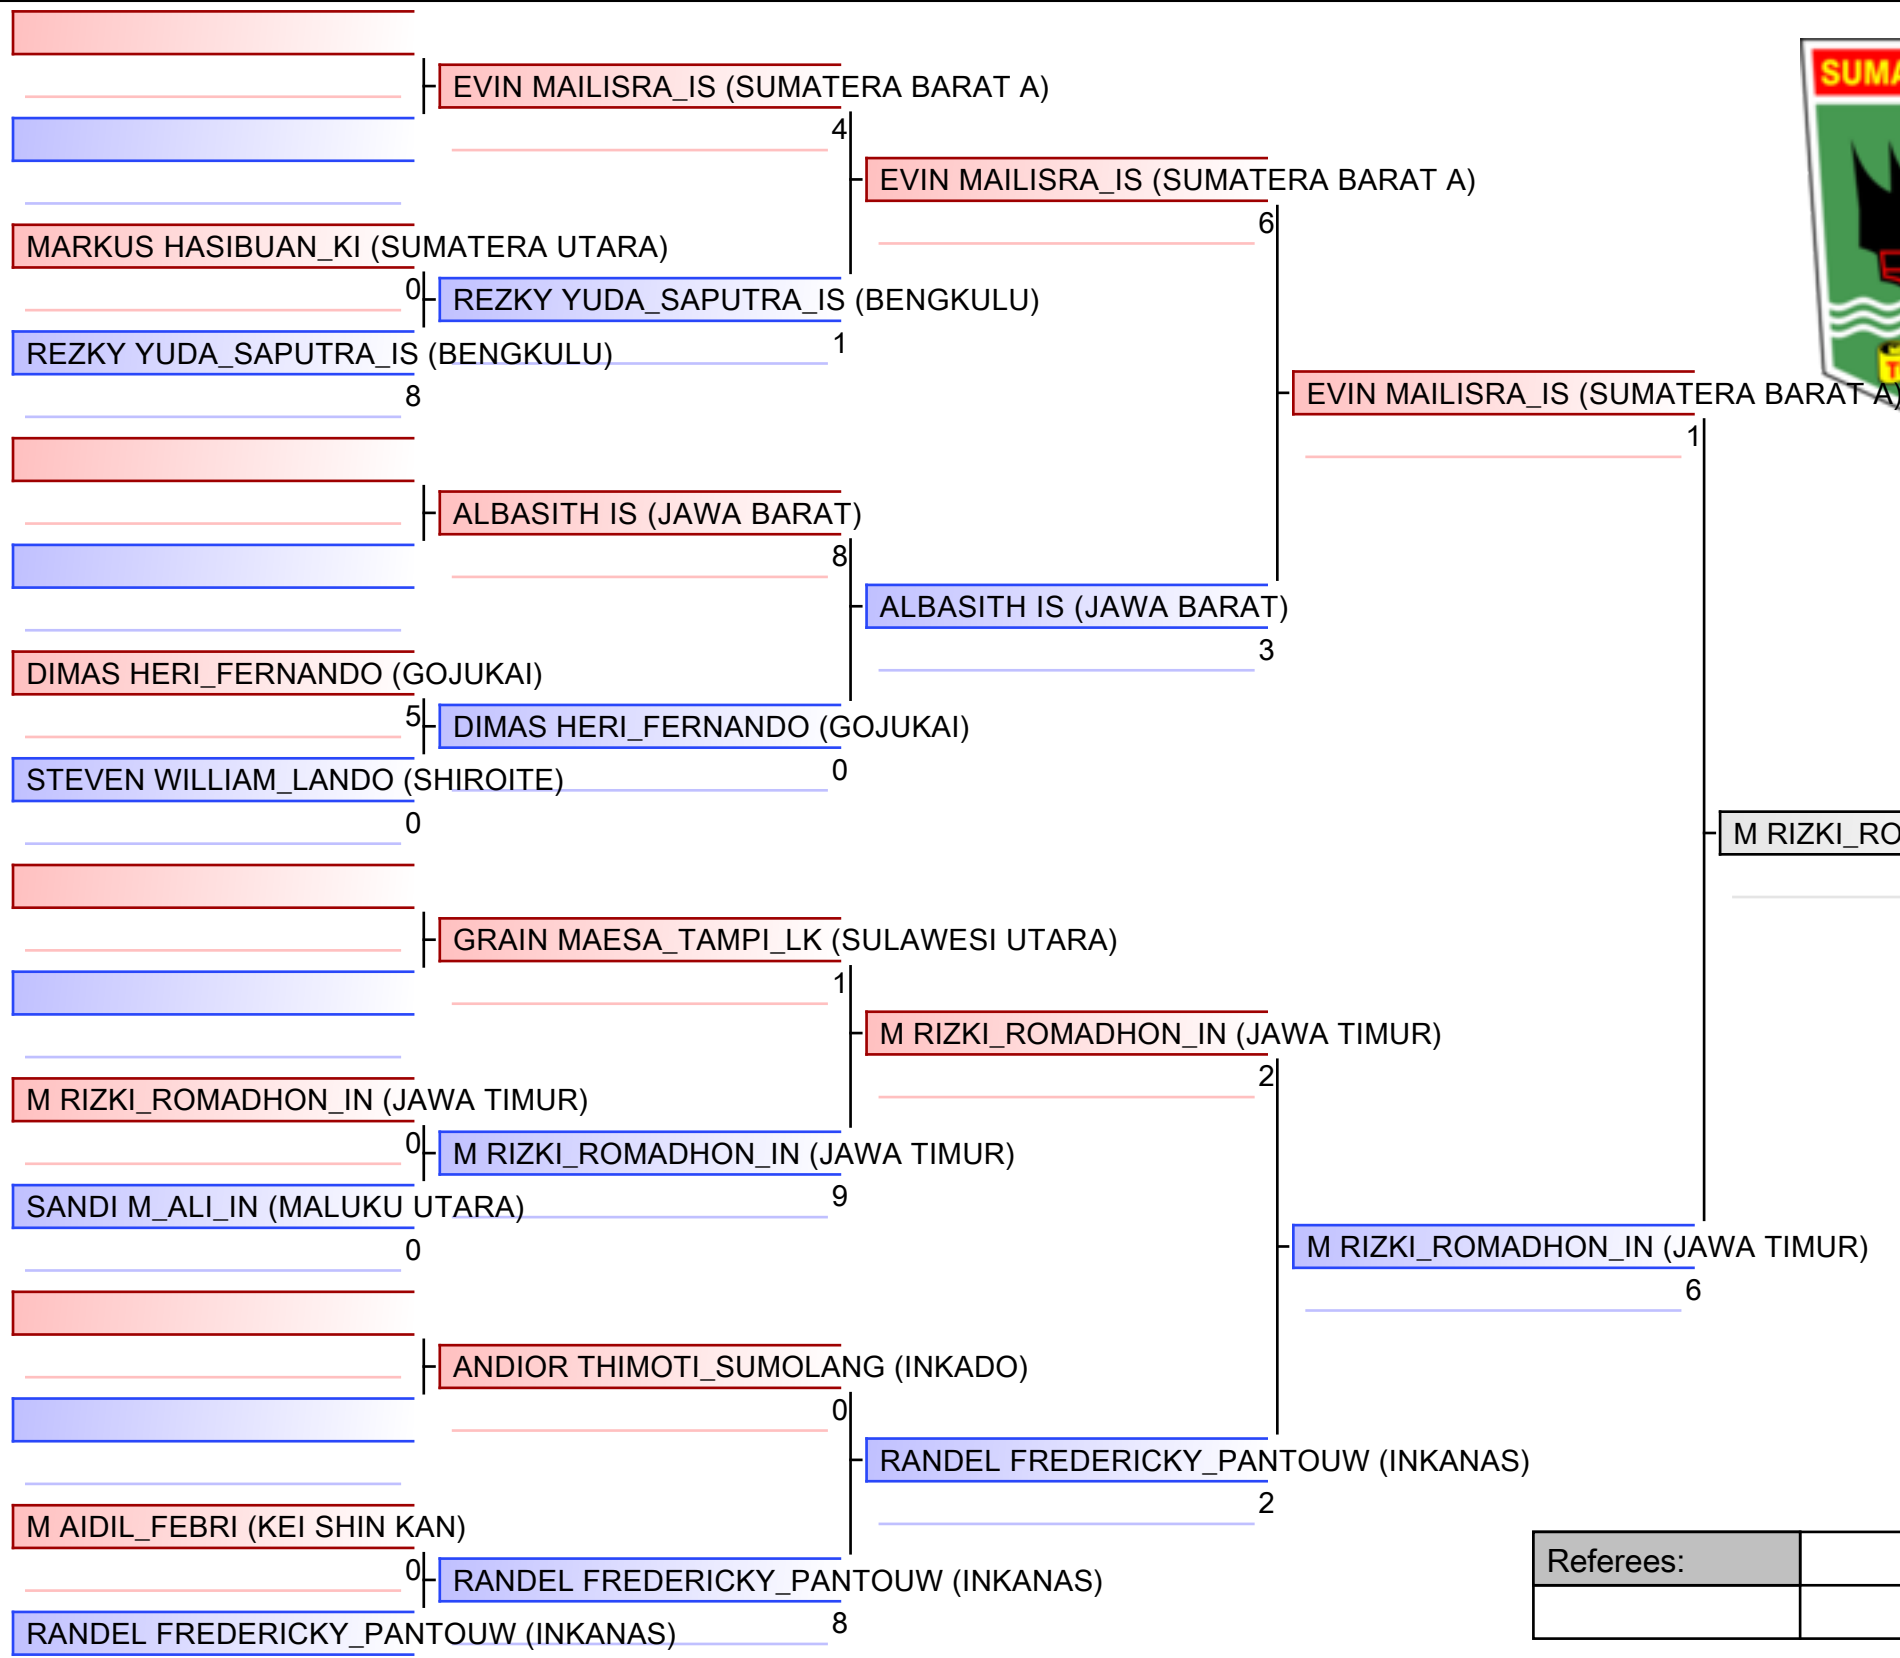 EVIN MAILISRA_IS (SUMATERA BARAT A)
4
EVIN MAILISRA_IS (SUMATERA BARAT A)
6
MARKUS HASIBUAN_KI (SUMATERA UTARA)
0
REZKY YUDA_SAPUTRA_IS (BENGKULU)
1
REZKY YUDA_SAPUTRA_IS (BENGKULU)
8
EVIN MAILISRA_IS (SUMATERA BARAT A)
1
ALBASITH IS (JAWA BARAT)
8
ALBASITH IS (JAWA BARAT)
3
DIMAS HERI_FERNANDO (GOJUKAI)
5
DIMAS HERI_FERNANDO (GOJUKAI)
0
STEVEN WILLIAM_LANDO (SHIROITE)
0
M RIZKI_RO
GRAIN MAESA_TAMPI_LK (SULAWESI UTARA)
1
M RIZKI_ROMADHON_IN (JAWA TIMUR)
2
M RIZKI_ROMADHON_IN (JAWA TIMUR)
0
M RIZKI_ROMADHON_IN (JAWA TIMUR)
9
SANDI M_ALI_IN (MALUKU UTARA)
0
M RIZKI_ROMADHON_IN (JAWA TIMUR)
6
ANDIOR THIMOTI_SUMOLANG (INKADO)
0
RANDEL FREDERICKY_PANTOUW (INKANAS)
2
M AIDIL_FEBRI (KEI SHIN KAN)
0
RANDEL FREDERICKY_PANTOUW (INKANAS)
8
RANDEL FREDERICKY_PANTOUW (INKANAS)
Referees: